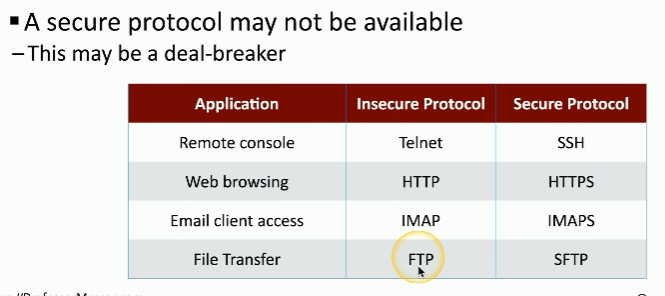 ▪A secure protocol may not be available
–This may be a deal-breaker
Application Insecure Protocol Secure Protocol
Remote console Telnet SSH
Web browsing HTTP HTTPS
Email client access IMAP IMAPS
File Transfer FTP SFTP